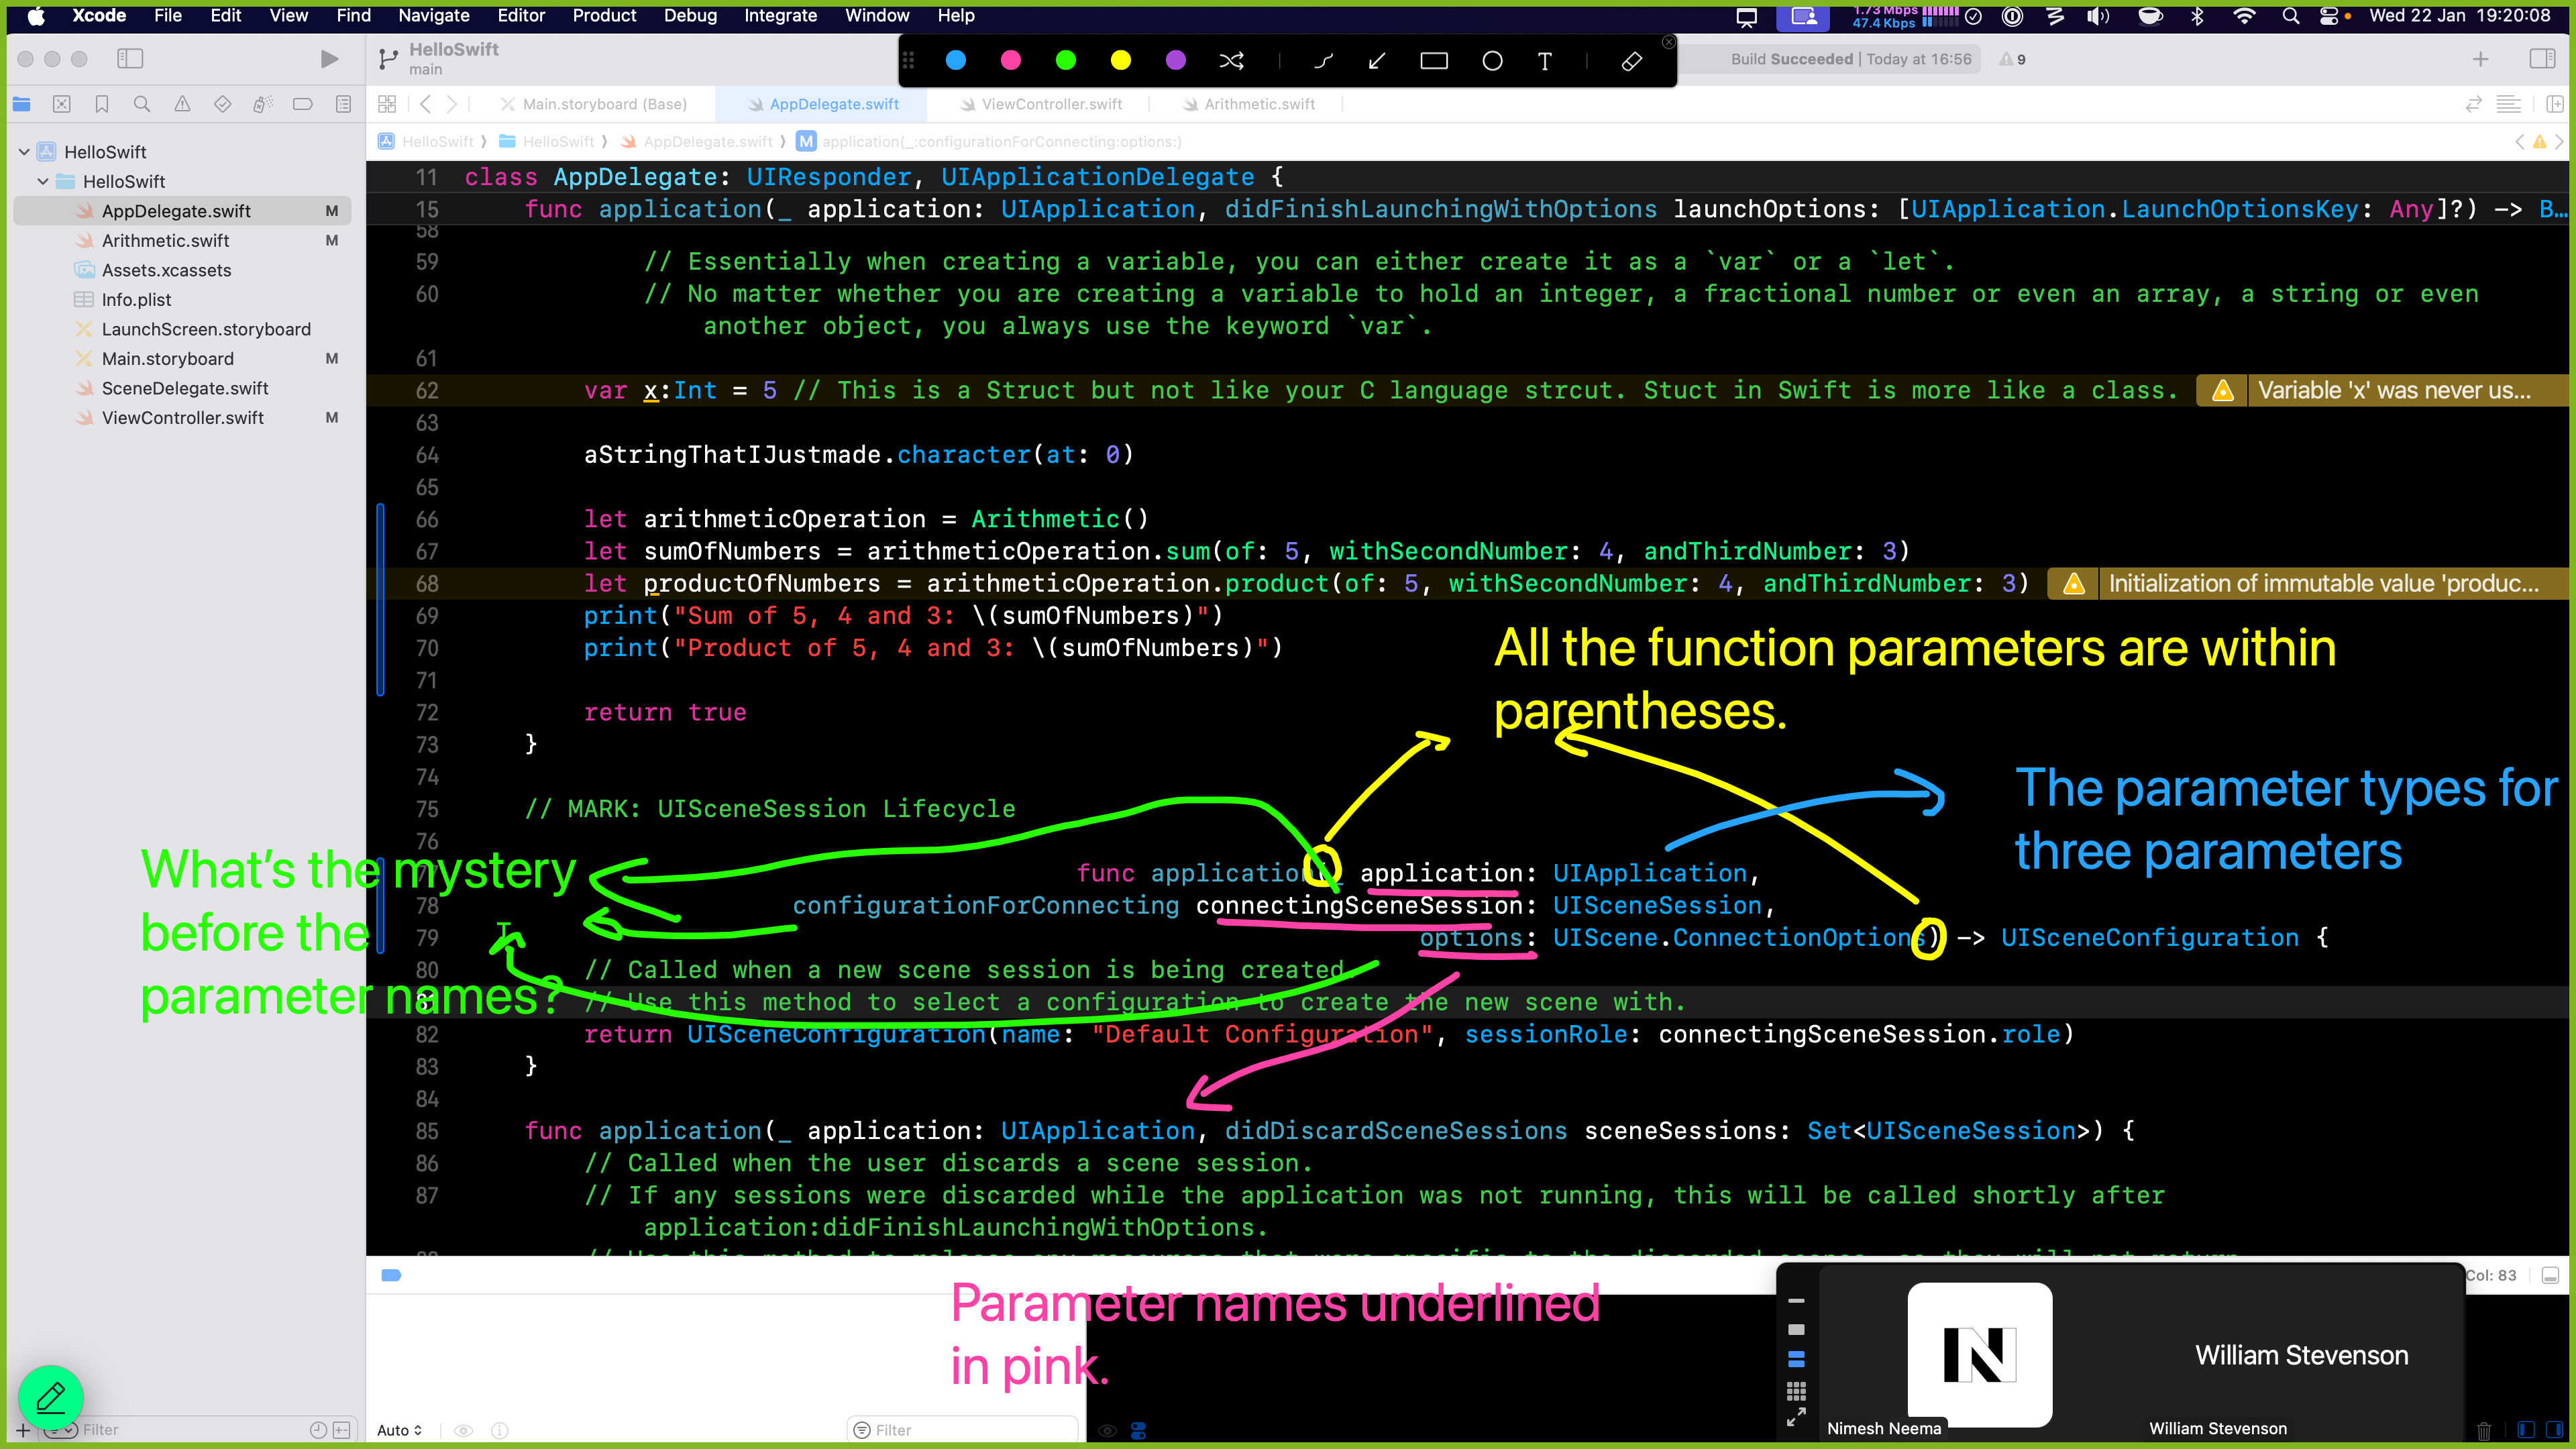 Xcode File Edit View Find Navigate Editor Product Debug Integrate Window Help
1.73 Mbps
47.4 Kbps
Wed 22 Jan 19:20:08
HelloSwift
main
T
Build Succeeded | Today at 16:56
9
Main.storyboard (Base)
AppDelegate.swift
ViewController.swift
Arithmetic.swift
HelloSwift
HelloSwift
AppDelegate.swift
M application(_:configurationForConnecting:options:)
HelloSwift
HelloSwift
AppDelegate.swift M
Arithmetic.swift M
Assets.xcassets
Info.plist
LaunchScreen.storyboard
Main.storyboard M
SceneDelegate.swift
ViewController.swift M
11 class AppDelegate: UIResponder, UIApplicationDelegate {
15 func application(_ application: UIApplication, didFinishLaunchingWithOptions launchOptions: [UIApplication.LaunchOptionsKey: Any]?) -> B…
58
59 // Essentially when creating a variable, you can either create it as a `var` or a `let`.
60 // No matter whether you are creating a variable to hold an integer, a fractional number or even an array, a string or even
another object, you always use the keyword `var`.
61
62 var x:Int = 5 // This is a Struct but not like your C language strcut. Stuct in Swift is more like a class.
Variable 'x' was never us...
63
64 aStringThatIJustmade.character(at: 0)
65
66 let arithmeticOperation = Arithmetic()
67 let sumOfNumbers = arithmeticOperation.sum(of: 5, withSecondNumber: 4, andThirdNumber: 3)
68 let productOfNumbers = arithmeticOperation.product(of: 5, withSecondNumber: 4, andThirdNumber: 3)
Initialization of immutable value 'produc...
69 print("Sum of 5, 4 and 3: \(sumOfNumbers)")
70 print("Product of 5, 4 and 3: \(sumOfNumbers)")
71
72 return true
73 }
74
75 // MARK: UISceneSession Lifecycle
76
77 func application(_ application: UIApplication,
78 configurationForConnecting connectingSceneSession: UISceneSession,
79 options: UIScene.ConnectionOptions) -> UISceneConfiguration {
80 // Called when a new scene session is being created.
81 // Use this method to select a configuration to create the new scene with.
82 return UISceneConfiguration(name: "Default Configuration", sessionRole: connectingSceneSession.role)
83 }
84
85 func application(_ application: UIApplication, didDiscardSceneSessions sceneSessions: Set<UISceneSession>) {
86 // Called when the user discards a scene session.
87 // If any sessions were discarded while the application was not running, this will be called shortly after
application:didFinishLaunchingWithOptions.
All the function parameters are within
parentheses.
The parameter types for
three parameters
What's the mystery
before the
parameter names?
Parameter names underlined
in pink.
Col: 83
N
William Stevenson
Nimesh Neema
William Stevenson
Filter
Auto
Filter